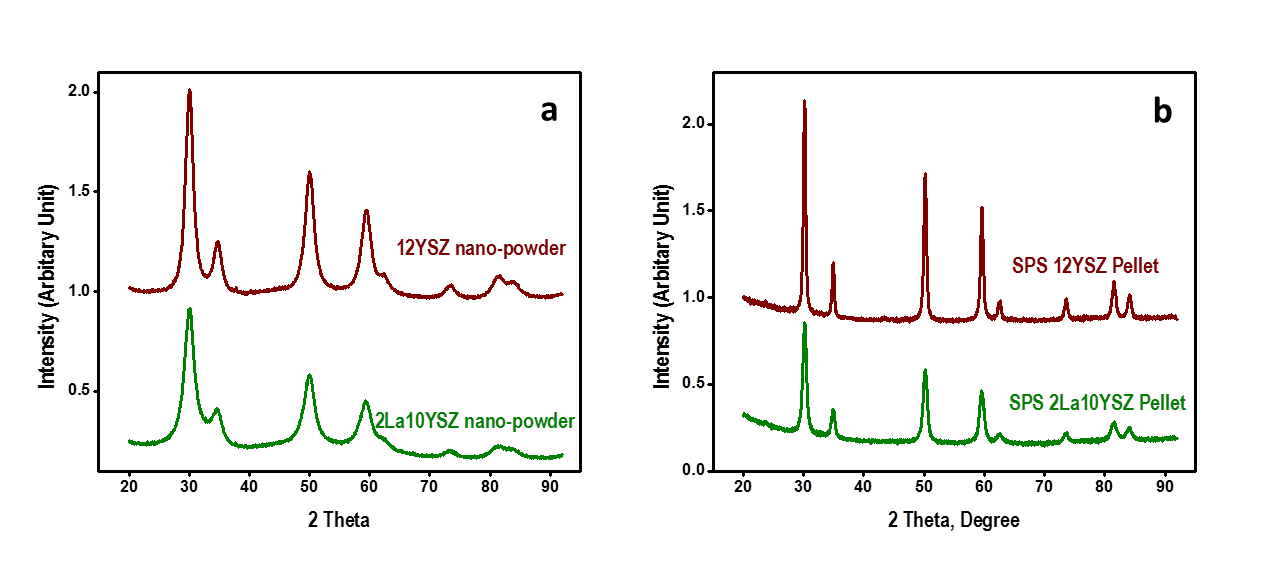 a
2.0
1.5
1.0
0.5
Intensity (Arbitary Unit)
12YSZ nano-powder
2La10YSZ nano-powder
20 30 40 50 60 70 80 90
2 Theta
b
2.0
1.5
1.0
0.5
0.0
Intensity (Arbitary Unit)
SPS 12YSZ Pellet
SPS 2La10YSZ Pellet
20 30 40 50 60 70 80 90
2 Theta, Degree